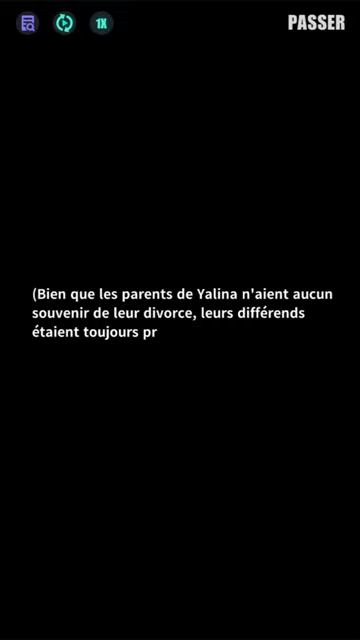 1X
PASSER
(Bien que les parents de Yalina n'aient aucun
souvenir de leur divorce, leurs différends
étaient toujours pr